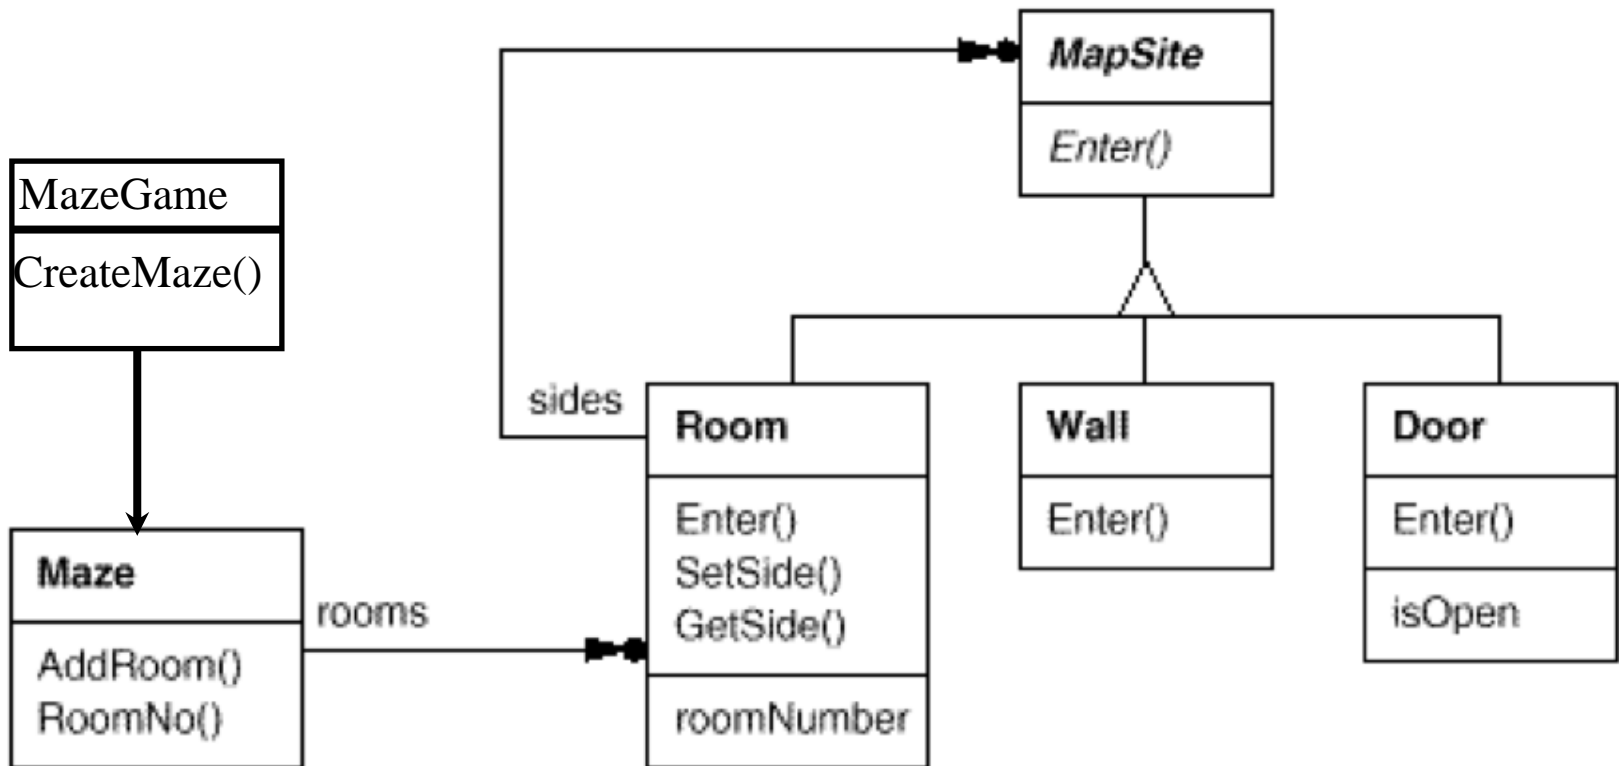 MapSite
Enter()
MazeGame
CreateMaze()
sides
Room
Enter()
SetSide()
GetSide()
roomNumber
Wall
Enter()
Door
Enter()
isOpen
Maze
AddRoom()
RoomNo()
rooms